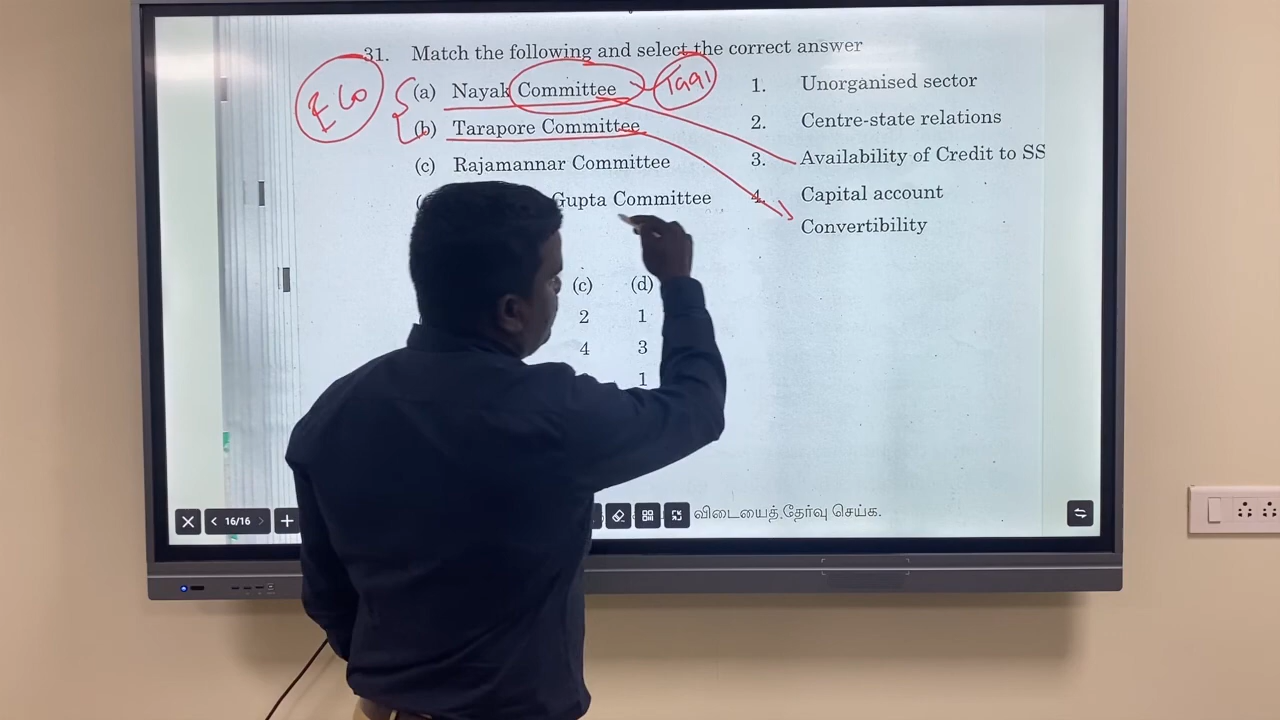 31. Match the following and select the correct answer
(a) Nayak Committee 1991 1. Unorganised sector
(b) Tarapore Committee 2. Centre-state relations
(c) Rajamannar Committee 3. Availability of Credit to SS
Gupta Committee 4. Capital account
Convertibility
(c) (d)
2 1
4 3
1
விடையைத் தேர்வு செய்க.
16/16